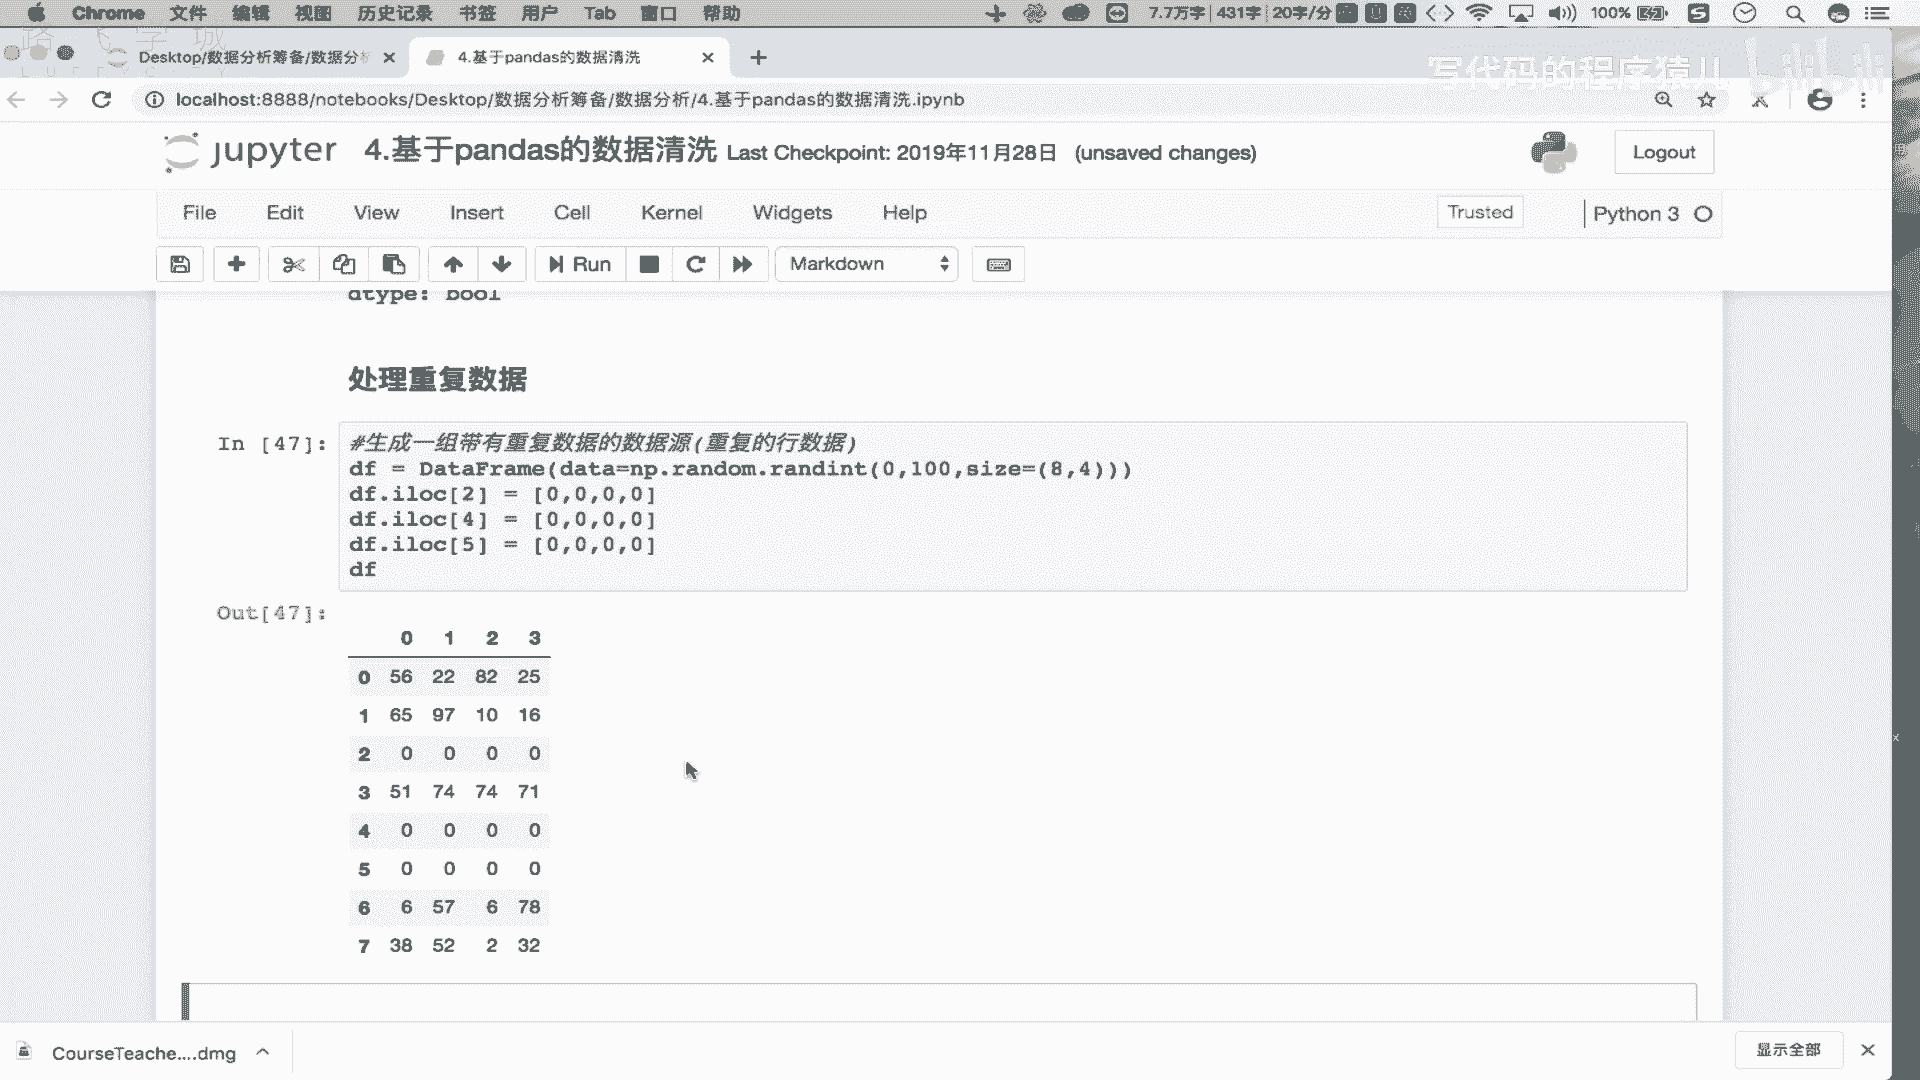 Chrome 文件 编辑 视图 历史记录 书签 用户 Tab 窗口 帮助 7.7万字 431字 20字/分 100%
Desktop/数据分析筹备/数据分析
4.基于pandas的数据清洗
写代码的程序猿儿 bilibili
localhost:8888/notebooks/Desktop/数据分析筹备/数据分析/4.基于pandas的数据清洗.ipynb
jupyter 4.基于pandas的数据清洗 Last Checkpoint: 2019年11月28日 (unsaved changes)
Logout
File Edit View Insert Cell Kernel Widgets Help
Trusted
Python 3
Run
Markdown
dtype: bool
处理重复数据
In [47]:
#生成一组带有重复数据的数据源(重复的行数据)
df = DataFrame(data=np.random.randint(0,100,size=(8,4)))
df.iloc[2] = [0,0,0,0]
df.iloc[4] = [0,0,0,0]
df.iloc[5] = [0,0,0,0]
df
Out[47]:
0 1 2 3
0 56 22 82 25
1 65 97 10 16
2 0 0 0 0
3 51 74 74 71
4 0 0 0 0
5 0 0 0 0
6 6 57 6 78
7 38 52 2 32
CourseTeache....dmg
显示全部